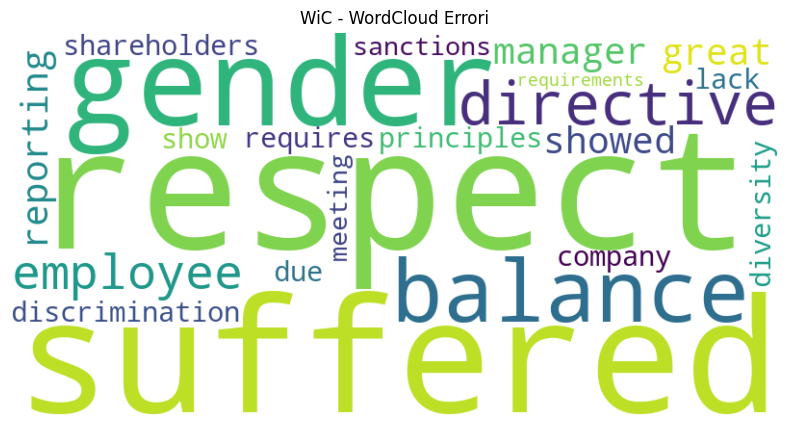 WiC - WordCloud Errori
shareholders sanctions manager great
gender requirements lack
reporting directive
show requires principles showed
respect
meeting diversity
employee due balance company
discrimination
suffered